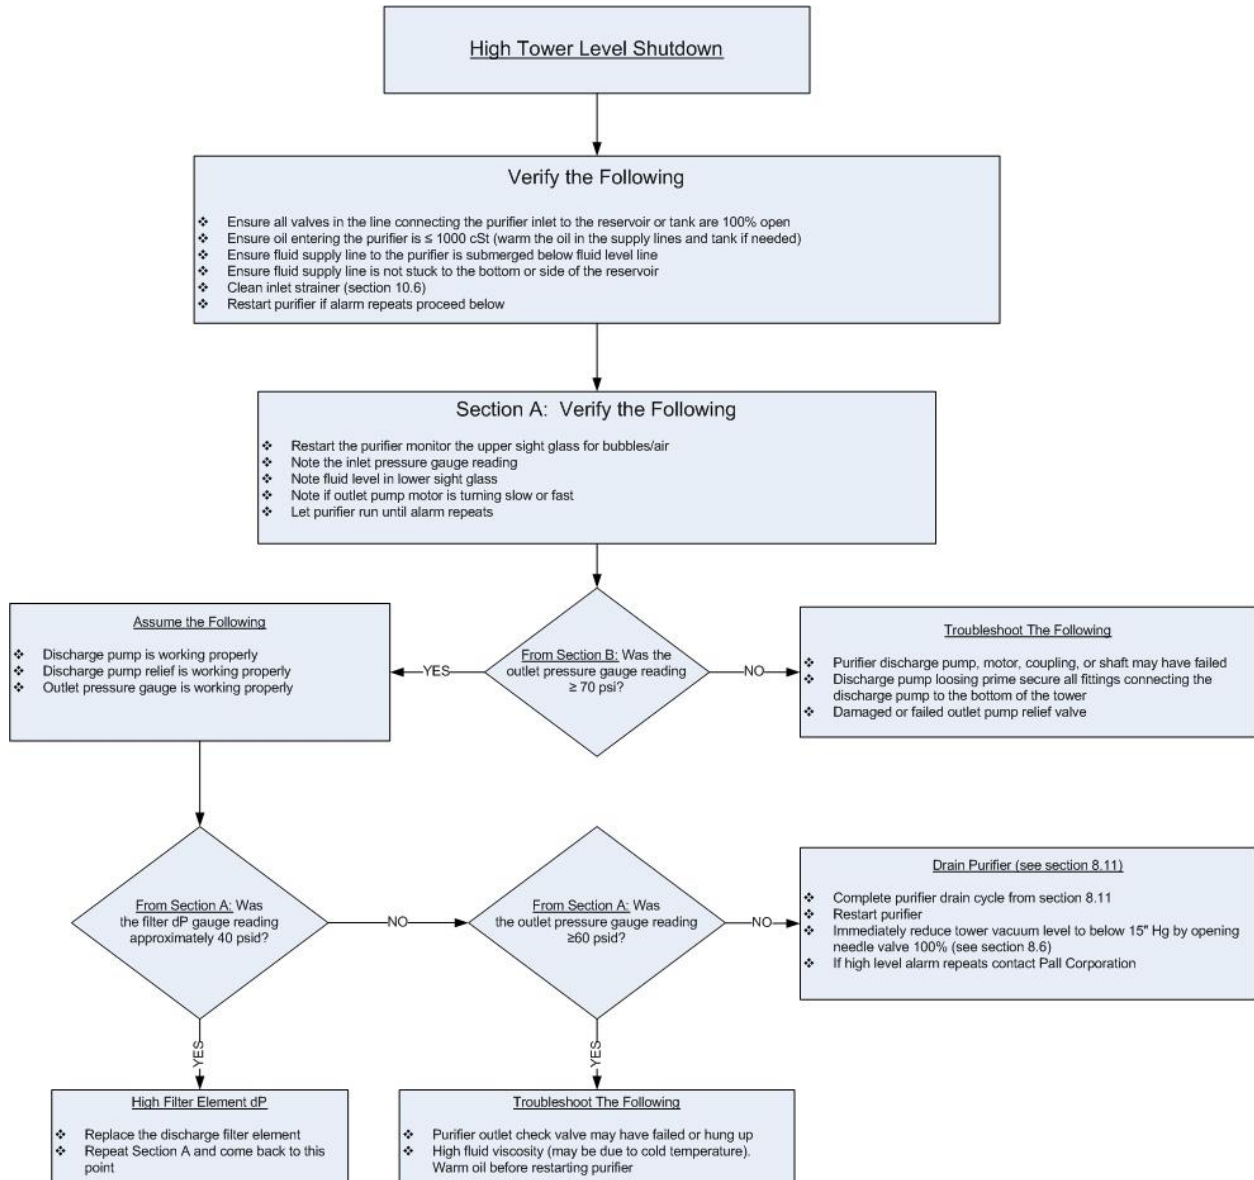 High Tower Level Shutdown
Verify the Following
❖ Ensure all valves in the line connecting the purifier inlet to the reservoir or tank are 100% open
❖ Ensure oil entering the purifier is ≤ 1000 cSt (warm the oil in the supply lines and tank if needed)
❖ Ensure fluid supply line to the purifier is submerged below fluid level line
❖ Ensure fluid supply line is not stuck to the bottom or side of the reservoir
❖ Clean inlet strainer (section 10.6)
❖ Restart purifier if alarm repeats proceed below
Section A: Verify the Following
❖ Restart the purifier monitor the upper sight glass for bubbles/air
❖ Note the inlet pressure gauge reading
❖ Note fluid level in lower sight glass
❖ Note if outlet pump motor is turning slow or fast
❖ Let purifier run until alarm repeats
Assume the Following
❖ Discharge pump is working properly
❖ Discharge pump relief is working properly
❖ Outlet pressure gauge is working properly
YES
From Section B: Was the
outlet pressure gauge reading
≥ 70 psi?
NO
Troubleshoot The Following
❖ Purifier discharge pump, motor, coupling, or shaft may have failed
❖ Discharge pump loosing prime secure all fittings connecting the
discharge pump to the bottom of the tower
❖ Damaged or failed outlet pump relief valve
From Section A: Was
the filter dP gauge reading
approximately 40 psid?
NO
From Section A: Was
the outlet pressure gauge reading
≥60 psid?
NO
Drain Purifier (see section 8.11)
❖ Complete purifier drain cycle from section 8.11
❖ Restart purifier
❖ Immediately reduce tower vacuum level to below 15" Hg by opening
needle valve 100% (see section 8.6)
❖ If high level alarm repeats contact Pall Corporation
YES
YES
High Filter Element dP
❖ Replace the discharge filter element
❖ Repeat Section A and come back to this
point
Troubleshoot The Following
❖ Purifier outlet check valve may have failed or hung up
❖ High fluid viscosity (may be due to cold temperature).
Warm oil before restarting purifier